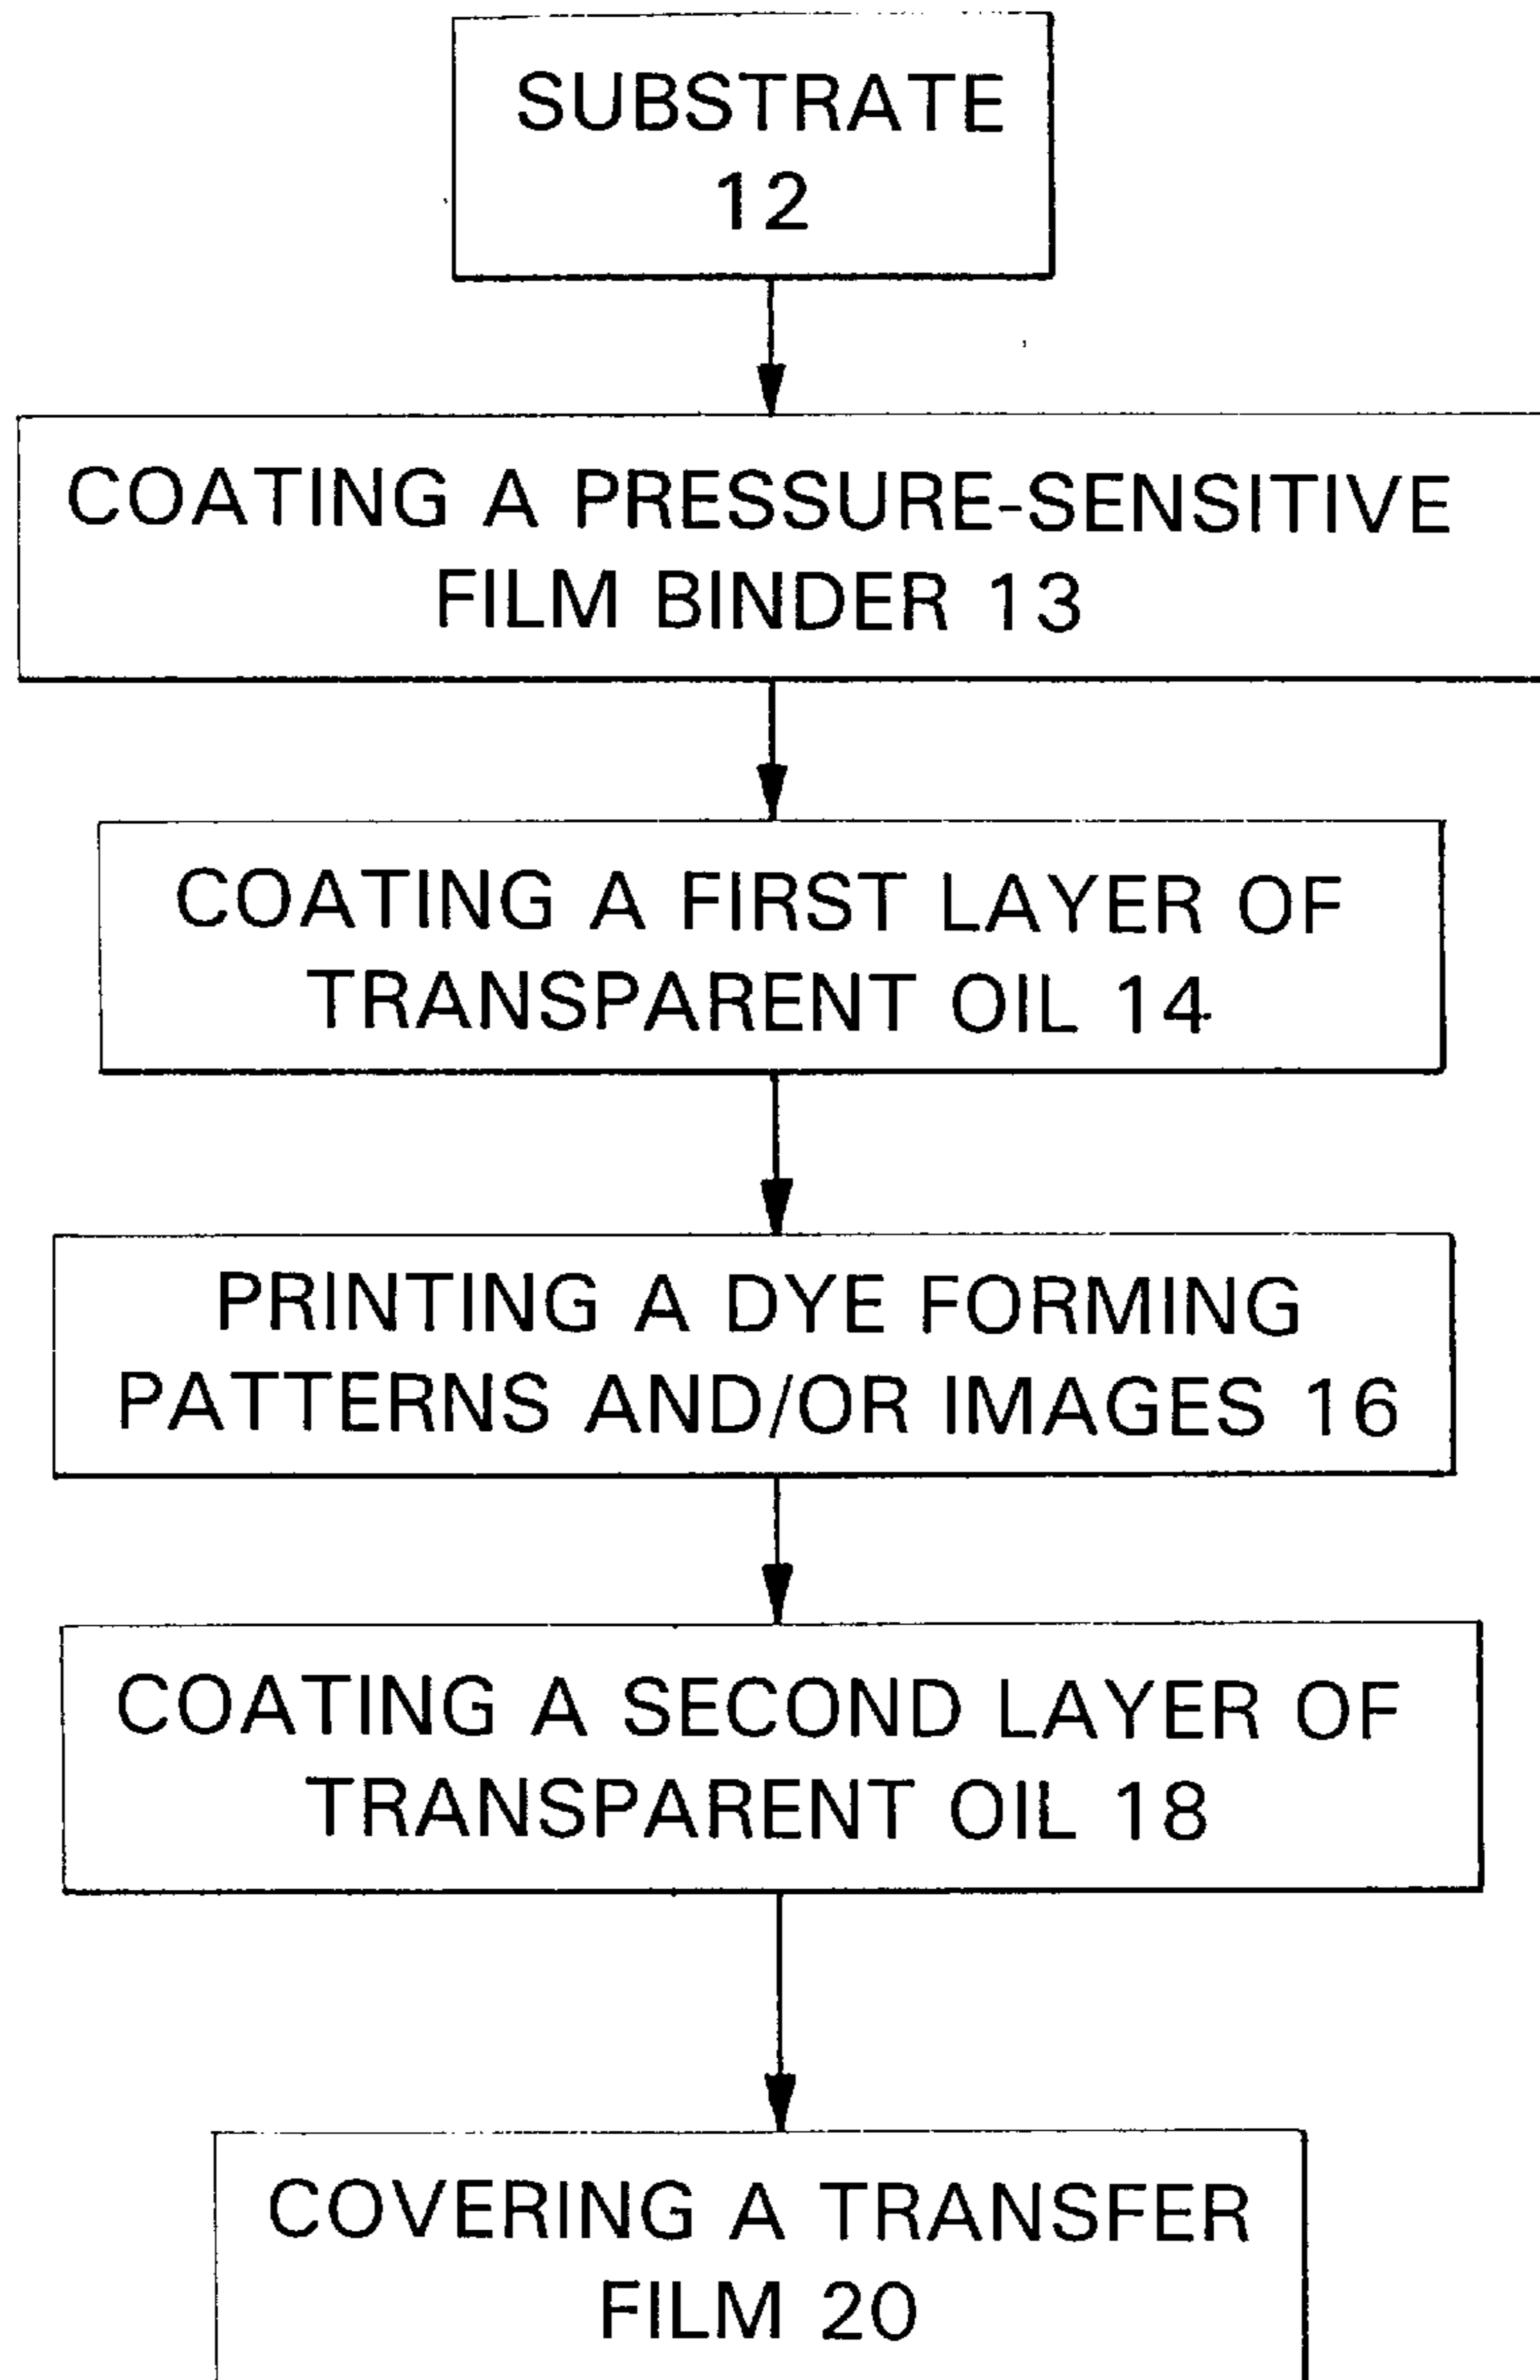 SUBSTRATE
12
COATING A PRESSURE-SENSITIVE
FILM BINDER 13
COATING A FIRST LAYER OF
TRANSPARENT OIL 14
PRINTING A DYE FORMING
PATTERNS AND/OR IMAGES 16
COATING A SECOND LAYER OF
TRANSPARENT OIL 18
COVERING A TRANSFER
FILM 20